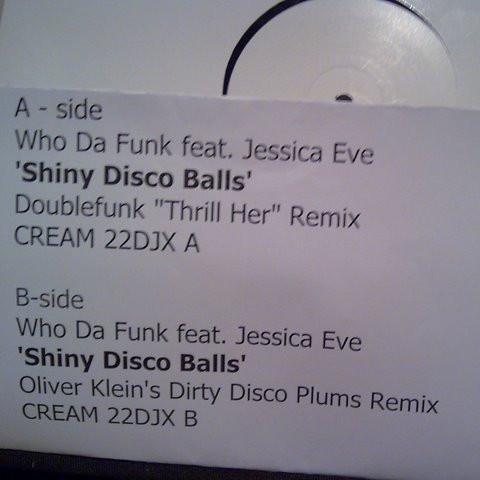 A - side
Who Da Funk feat. Jessica Eve
'Shiny Disco Balls'
Doublefunk "Thrill Her" Remix
CREAM 22DJX A
B-side
Who Da Funk feat. Jessica Eve
'Shiny Disco Balls'
Oliver Klein's Dirty Disco Plums Remix
CREAM 22DJX B